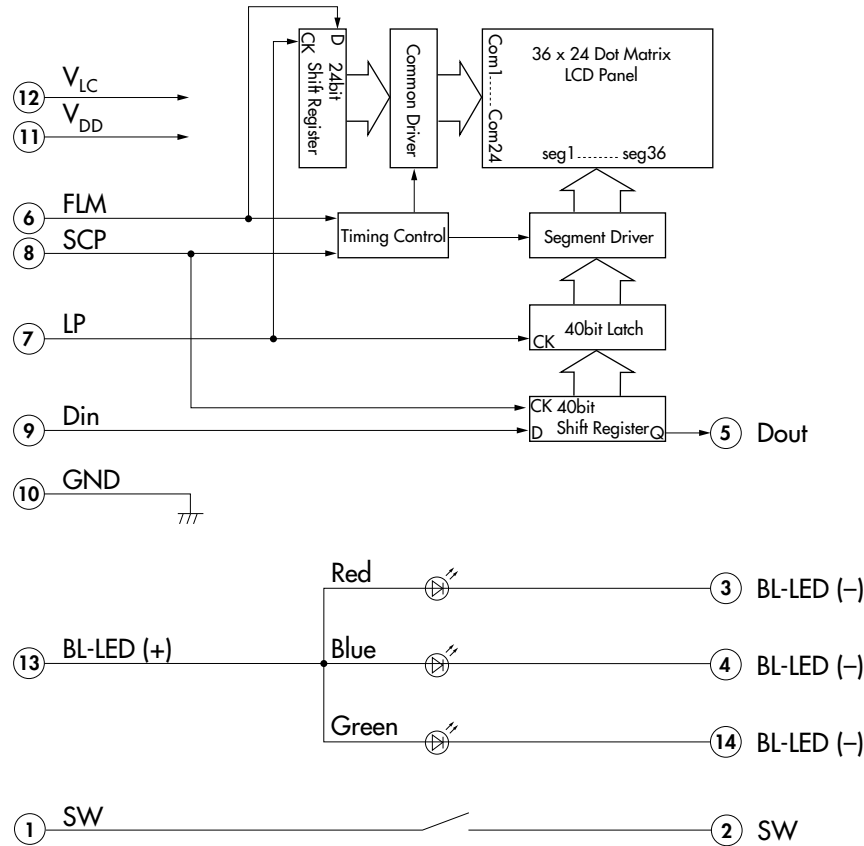 D
CK
24bit
Shift Register
Common Driver
Com1........Com24
36 x 24 Dot Matrix
LCD Panel
seg1 ......... seg36
12 VLC
11 VDD
6 FLM
Timing Control
Segment Driver
8 SCP
7 LP
40bit Latch
CK
CK 40bit
D Shift Register Q
9 Din
5 Dout
10 GND
Red
3 BL-LED (–)
13 BL-LED (+)
Blue
4 BL-LED (–)
Green
14 BL-LED (–)
1 SW
2 SW